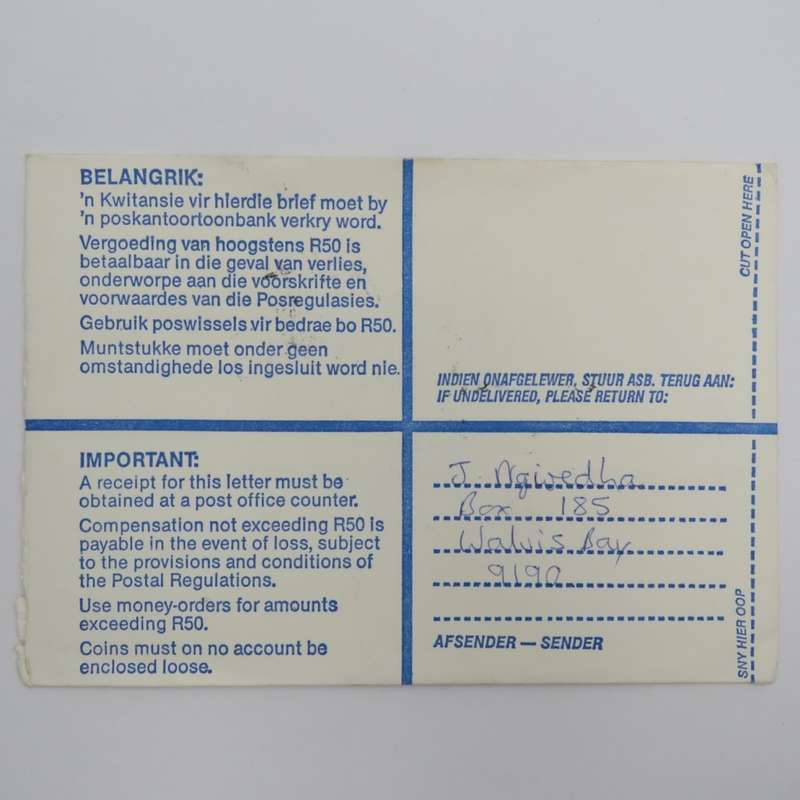 BELANGRIK:
'n Kwitansie vir hierdie brief moet by
'n poskantoortoonbank verkry word.
Vergoeding van hoogstens R50 is
betaalbaar in die geval van verlies,
onderworpe aan die voorskrifte en
voorwaardes van die Posregulasies.
Gebruik poswissels vir bedrae bo R50.
Muntstukke moet onder geen
omstandighede los ingesluit word nie.
CUT OPEN HERE
INDIEN ONAFGELEWER, STUUR ASB. TERUG AAN:
IF UNDELIVERED, PLEASE RETURN TO:
IMPORTANT:
A receipt for this letter must be
obtained at a post office counter.
Compensation not exceeding R50 is
payable in the event of loss, subject
to the provisions and conditions of
the Postal Regulations.
Use money-orders for amounts
exceeding R50.
Coins must on no account be
enclosed loose.
J. Ngivedha
Box 185
Walvis Bay
9190
AFSENDER — SENDER
SNY HIER OOP